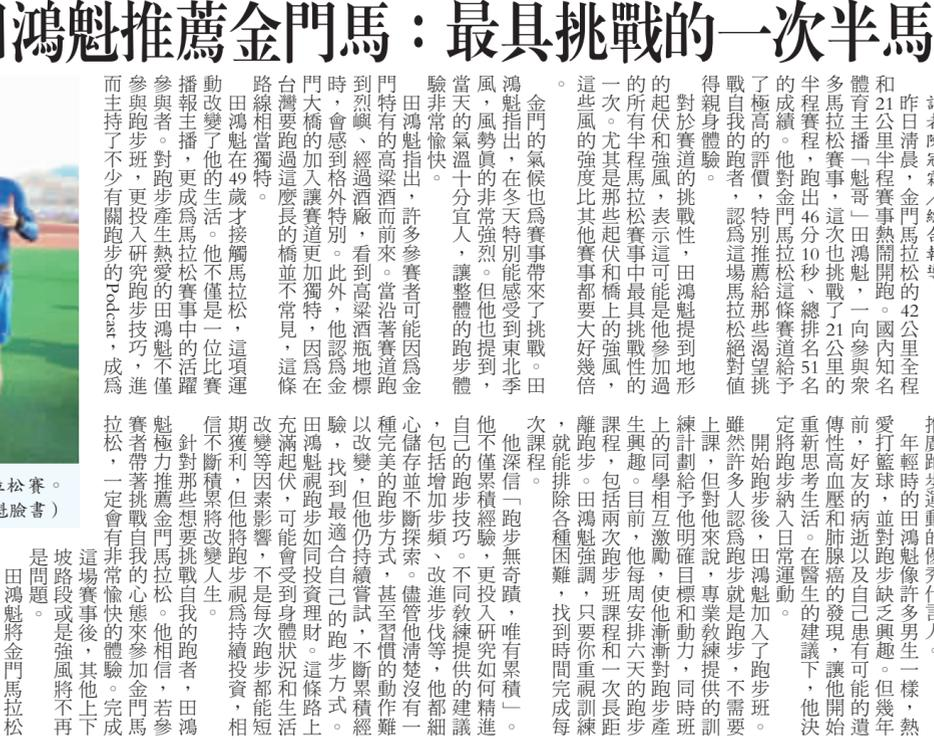 鴻魁推薦金門馬：最具挑戰的一次半馬
昨日清晨，金門馬拉松的42公里全程
和21公里半程賽事熱鬧開跑。國內知名
體育主播「魁哥」田鴻魁，一向參與衆
多馬拉松賽事，這次也挑戰了21公里的
半程賽程，跑出46分10秒、總排名51名
的成績。他對金門馬拉松這條賽道給予
了極高的評價，特別推薦給那些渴望挑
戰自我的跑者，認爲這場馬拉松絕對値
得親身體驗。
對於賽道的挑戰性，田鴻魁提到地形
的起伏和強風，表示這可能是他參加過
的所有半程馬拉松賽事中最具挑戰性的
一次。尤其是那些起伏和橋上的強風，
這些風的強度比其他賽事都要大好幾倍
。
金門的氣候也爲賽事帶來了挑戰。田
鴻魁指出，在冬天特別能感受到東北季
風，風勢眞的非常強烈。但他也提到，
當天的氣溫十分宜人，讓整體的跑步體
驗非常愉快。
田鴻魁指出，許多參賽者可能因爲金
門特有的高粱酒而前來。當沿著賽道跑
到烈嶼、經過酒廠，看到高粱酒瓶地標
時，會感到格外特別。此外，他認爲金
門大橋的加入讓賽道更加獨特，因爲在
台灣要跑過這麼長的橋並不常見，這條
路線相當獨特。
田鴻魁在49歲才接觸馬拉松，這項運
動改變了他的生活。他不僅是一位比賽
播報主播，更成爲馬拉松賽事中的活躍
參與者。對跑步產生熱愛的田鴻魁不僅
參與跑步班，更投入硏究跑步技巧，進
而主持了不少有關跑步的Podcast，成爲
推廣跑步運動的優秀代言人。
年輕時的田鴻魁像許多男生一樣，熱
愛打籃球，並對跑步缺乏興趣。但幾年
前，好友的病逝以及自己患有可能的遺
傳性高血壓和肺腺癌的發現，讓他開始
重新思考生活。在醫生的建議下，他決
定將跑步納入日常運動。
開始跑步後，田鴻魁加入了跑步班。
雖然許多人認爲跑步就是跑步，不需要
上課，但對他來說，專業敎練提供的訓
練計劃給予他明確目標和動力，同時班
上的同學相互激勵，使他漸漸對跑步產
生興趣。目前，他每周安排六天的跑步
課程，包括兩次跑步班課程和一次長距
離跑步。田鴻魁強調，只要你重視訓練
，就能排除各種困難，找到時間完成每
次課程。
他深信「跑步無奇蹟，唯有累積」。
他不僅累積經驗，更投入硏究如何精進
自己的跑步技巧。不同敎練提供的建議
，包括增加步頻、改進步伐等，他都細
心儲存並不斷探索。儘管他淸楚沒有一
種完美的跑步方式，甚至習慣的動作難
以改變，但他仍持續嘗試，不斷累積經
驗，找到最適合自己的跑步方式。
田鴻魁視跑步如同投資理財。這條路上
充滿起伏，可能會受到身體狀況和生活
改變等因素影響，不是每次跑步都能短
期獲利，但他將跑步視爲持續投資，相
信不斷積累將改變人生。
針對那些想要挑戰自我的跑者，田鴻
魁極力推薦金門馬拉松。他相信，若參
賽者帶著挑戰自我的心態來參加金門馬
拉松，一定會有非常愉快的體驗。完成
這場賽事後，其他上下
坡路段或是強風將不再
是問題。
田鴻魁將金門馬拉松
松賽。
臉書）